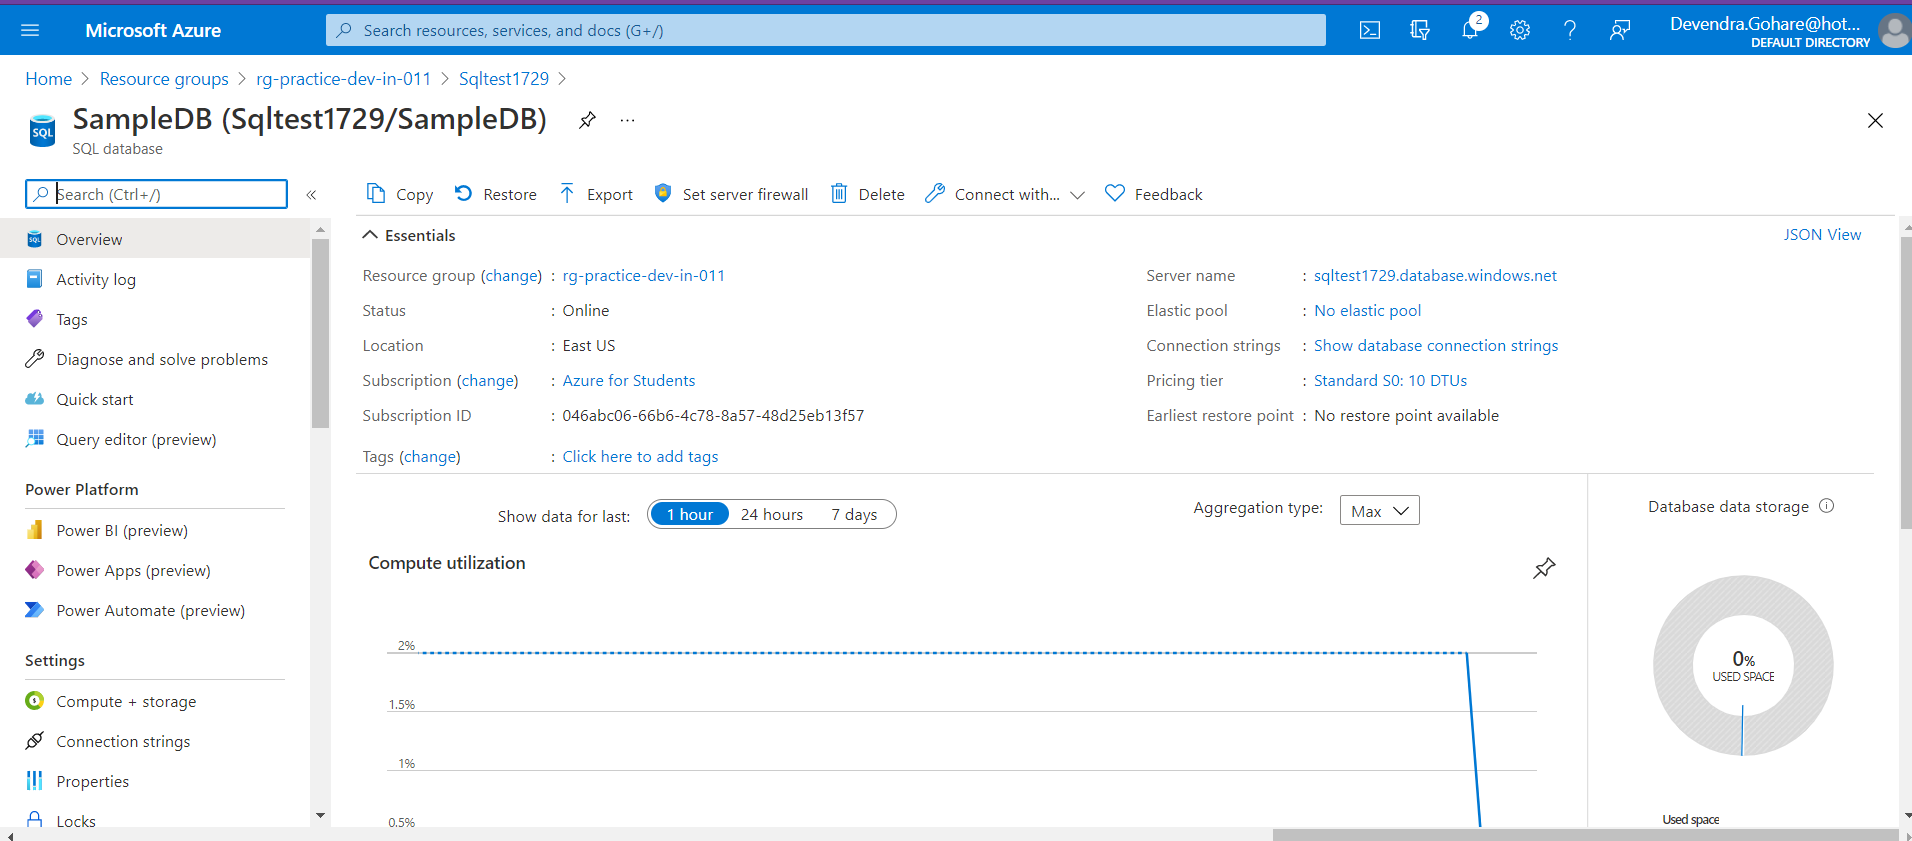 Microsoft Azure
Search resources, services, and docs (G+/)
2
Devendra.Gohare@hot...
DEFAULT DIRECTORY
Home > Resource groups > rg-practice-dev-in-011 > Sqltest1729 >
SQL
SampleDB (Sqltest1729/SampleDB)
...
SQL database
Search (Ctrl+/)
«
Copy
Restore
Export
Set server firewall
Delete
Connect with...
Feedback
SQL
Overview
Activity log
Tags
Diagnose and solve problems
Quick start
Query editor (preview)
Power Platform
Power BI (preview)
Power Apps (preview)
Power Automate (preview)
Settings
Compute + storage
Connection strings
Properties
Locks
Essentials
JSON View
Resource group (change) : rg-practice-dev-in-011
Status : Online
Location : East US
Subscription (change) : Azure for Students
Subscription ID : 046abc06-66b6-4c78-8a57-48d25eb13f57
Tags (change) : Click here to add tags
Server name : sqltest1729.database.windows.net
Elastic pool : No elastic pool
Connection strings : Show database connection strings
Pricing tier : Standard S0: 10 DTUs
Earliest restore point : No restore point available
Show data for last: 1 hour 24 hours 7 days
Aggregation type: Max
Compute utilization
2%
1.5%
1%
0.5%
Database data storage
0%
USED SPACE
Used space